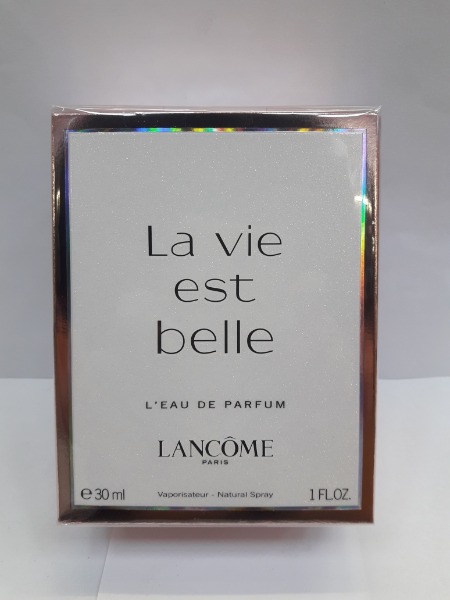 La vie
est
belle
L'EAU DE PARFUM
LANCÔME
PARIS
℮ 30 ml Vaporisateur - Natural Spray 1 FL.OZ.